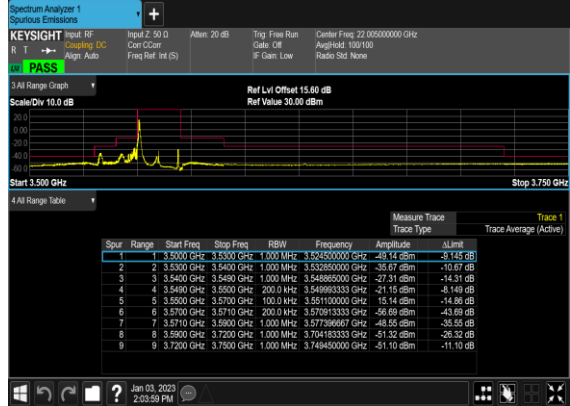 Spectrum Analyzer 1
Spurious Emissions
+
KEYSIGHT Input: RF Input Z: 50 Ω Atten: 20 dB Trig: Free Run Center Freq: 22.005000000 GHz
R T Coupling: DC Corr CCorr Gate: Off Avg|Hold: 100/100
Align: Auto Freq Ref: Int (S) IF Gain: Low Radio Std: None
PASS
3 All Range Graph Ref Lvl Offset 15.60 dB
Scale/Div 10.0 dB Ref Value 30.00 dBm
20.0
0.00
-20.0
-40.0
-60.0
Start 3.500 GHz Stop 3.750 GHz
4 All Range Table
Measure Trace Trace 1
Trace Type Trace Average (Active)
Spur Range Start Freq Stop Freq RBW Frequency Amplitude ΔLimit
1 1 3.5000 GHz 3.5300 GHz 1.000 MHz 3.524500000 GHz -49.14 dBm -9.145 dB
2 2 3.5300 GHz 3.5400 GHz 1.000 MHz 3.532850000 GHz -35.67 dBm -10.67 dB
3 3 3.5400 GHz 3.5490 GHz 1.000 MHz 3.548865000 GHz -27.31 dBm -14.31 dB
4 4 3.5490 GHz 3.5500 GHz 200.0 kHz 3.549993333 GHz -21.15 dBm -8.149 dB
5 5 3.5500 GHz 3.5700 GHz 100.0 kHz 3.551100000 GHz 15.14 dBm -14.86 dB
6 6 3.5700 GHz 3.5710 GHz 200.0 kHz 3.570913333 GHz -56.69 dBm -43.69 dB
7 7 3.5710 GHz 3.5900 GHz 1.000 MHz 3.577396667 GHz -48.55 dBm -35.55 dB
8 8 3.5900 GHz 3.7200 GHz 1.000 MHz 3.704183333 GHz -51.32 dBm -26.32 dB
9 9 3.7200 GHz 3.7500 GHz 1.000 MHz 3.749450000 GHz -51.10 dBm -11.10 dB
? Jan 03, 2023
2:03:59 PM